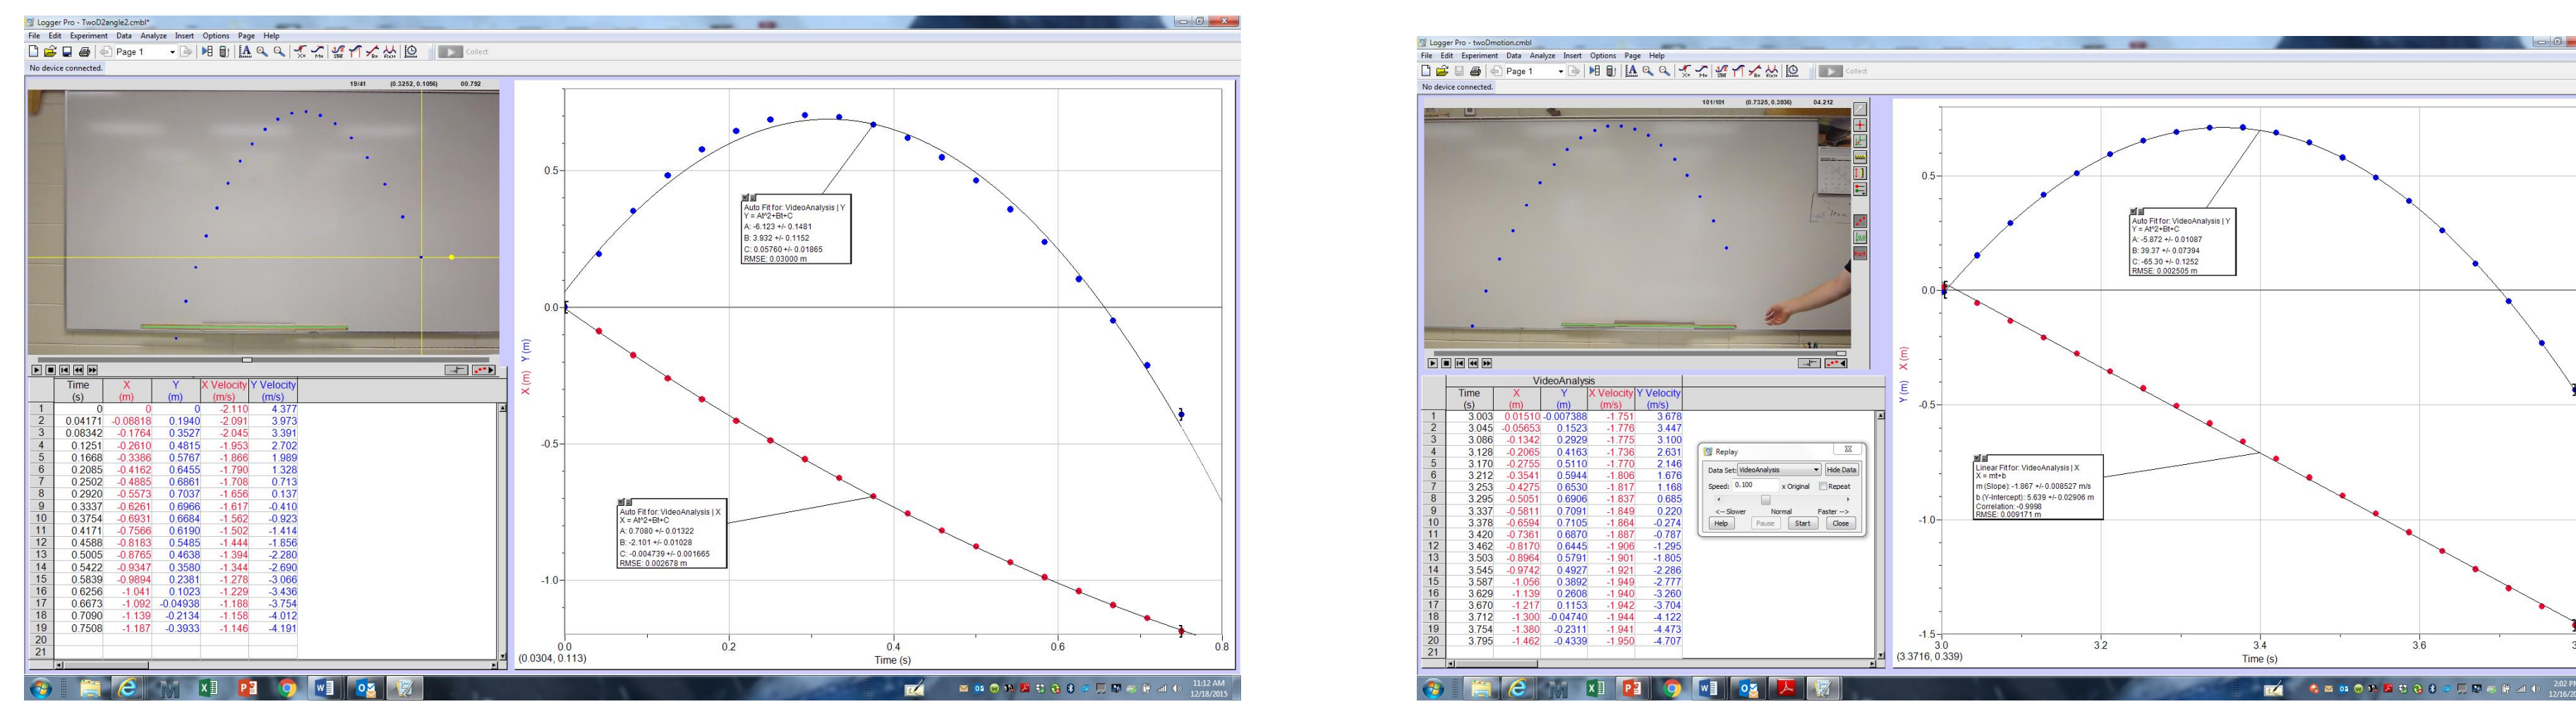 Logger Pro - TwoD2angle2.cmbl*
File Edit Experiment Data Analyze Insert Options Page Help
Page 1
Collect
No device connected.
19/41 (0.3252, 0.1056) 00.792
Time X Y X Velocity Y Velocity
(s) (m) (m) (m/s) (m/s)
1 0 0 0 -2.110 4.377
2 0.04171 -0.08818 0.1940 -2.091 3.973
3 0.08342 -0.1764 0.3527 -2.045 3.391
4 0.1251 -0.2610 0.4815 -1.953 2.702
5 0.1668 -0.3386 0.5767 -1.866 1.989
6 0.2085 -0.4162 0.6455 -1.790 1.328
7 0.2502 -0.4885 0.6861 -1.708 0.713
8 0.2920 -0.5573 0.7037 -1.656 0.137
9 0.3337 -0.6261 0.6966 -1.617 -0.410
10 0.3754 -0.6931 0.6684 -1.562 -0.923
11 0.4171 -0.7566 0.6190 -1.502 -1.414
12 0.4588 -0.8183 0.5485 -1.444 -1.856
13 0.5005 -0.8765 0.4638 -1.394 -2.280
14 0.5422 -0.9347 0.3580 -1.344 -2.690
15 0.5839 -0.9894 0.2381 -1.278 -3.066
16 0.6256 -1.041 0.1023 -1.229 -3.436
17 0.6673 -1.092 -0.04938 -1.188 -3.754
18 0.7090 -1.139 -0.2134 -1.158 -4.012
19 0.7508 -1.187 -0.3933 -1.146 -4.191
20
21
X (m) Y (m)
0.5
0.0
-0.5
-1.0
Auto Fit for: VideoAnalysis | Y
Y = At^2+Bt+C
A: -6.123 +/- 0.1481
B: 3.932 +/- 0.1152
C: 0.05760 +/- 0.01865
RMSE: 0.03000 m
Auto Fit for: VideoAnalysis | X
X = At^2+Bt+C
A: 0.7080 +/- 0.01322
B: -2.101 +/- 0.01028
C: -0.004739 +/- 0.001665
RMSE: 0.002678 m
0.0 0.2 0.4 0.6 0.8
(0.0304, 0.113) Time (s)
11:12 AM
12/18/2015
Logger Pro - twoDmotion.cmbl
File Edit Experiment Data Analyze Insert Options Page Help
Page 1
Collect
No device connected.
101/101 (0.7325, 0.3936) 04.212
VideoAnalysis
Time X Y X Velocity Y Velocity
(s) (m) (m) (m/s) (m/s)
1 3.003 0.01510 -0.007388 -1.751 3.678
2 3.045 -0.05653 0.1523 -1.776 3.447
3 3.086 -0.1342 0.2929 -1.775 3.100
4 3.128 -0.2065 0.4163 -1.736 2.631
5 3.170 -0.2755 0.5110 -1.770 2.146
6 3.212 -0.3541 0.5944 -1.806 1.676
7 3.253 -0.4275 0.6530 -1.817 1.168
8 3.295 -0.5051 0.6906 -1.837 0.685
9 3.337 -0.5811 0.7091 -1.849 0.220
10 3.378 -0.6594 0.7105 -1.864 -0.274
11 3.420 -0.7361 0.6870 -1.887 -0.787
12 3.462 -0.8170 0.6445 -1.906 -1.295
13 3.503 -0.8964 0.5791 -1.901 -1.805
14 3.545 -0.9742 0.4927 -1.921 -2.286
15 3.587 -1.056 0.3892 -1.949 -2.777
16 3.629 -1.139 0.2608 -1.940 -3.260
17 3.670 -1.217 0.1153 -1.942 -3.704
18 3.712 -1.300 -0.04740 -1.944 -4.122
19 3.754 -1.380 -0.2311 -1.941 -4.473
20 3.795 -1.462 -0.4339 -1.950 -4.707
21
Replay
Data Set: VideoAnalysis Hide Data
Speed: 0.100 x Original Repeat
<-- Slower Normal Faster -->
Help Pause Start Close
Y (m) X (m)
0.5
0.0
-0.5
-1.0
-1.5
Auto Fit for: VideoAnalysis | Y
Y = At^2+Bt+C
A: -5.872 +/- 0.01087
B: 39.37 +/- 0.07394
C: -65.30 +/- 0.1252
RMSE: 0.002505 m
Linear Fit for: VideoAnalysis | X
X = mt+b
m (Slope): -1.867 +/- 0.008527 m/s
b (Y-Intercept): 5.639 +/- 0.02906 m
Correlation: -0.9998
RMSE: 0.009171 m
3.0 3.2 3.4 3.6
(3.3716, 0.339) Time (s)
2:02 P
12/16/20